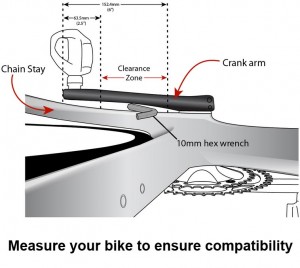 152.4mm
(6")
63.5mm
(2.5")
Clearance
Zone
Chain Stay
Crank arm
10mm hex wrench
Measure your bike to ensure compatibility